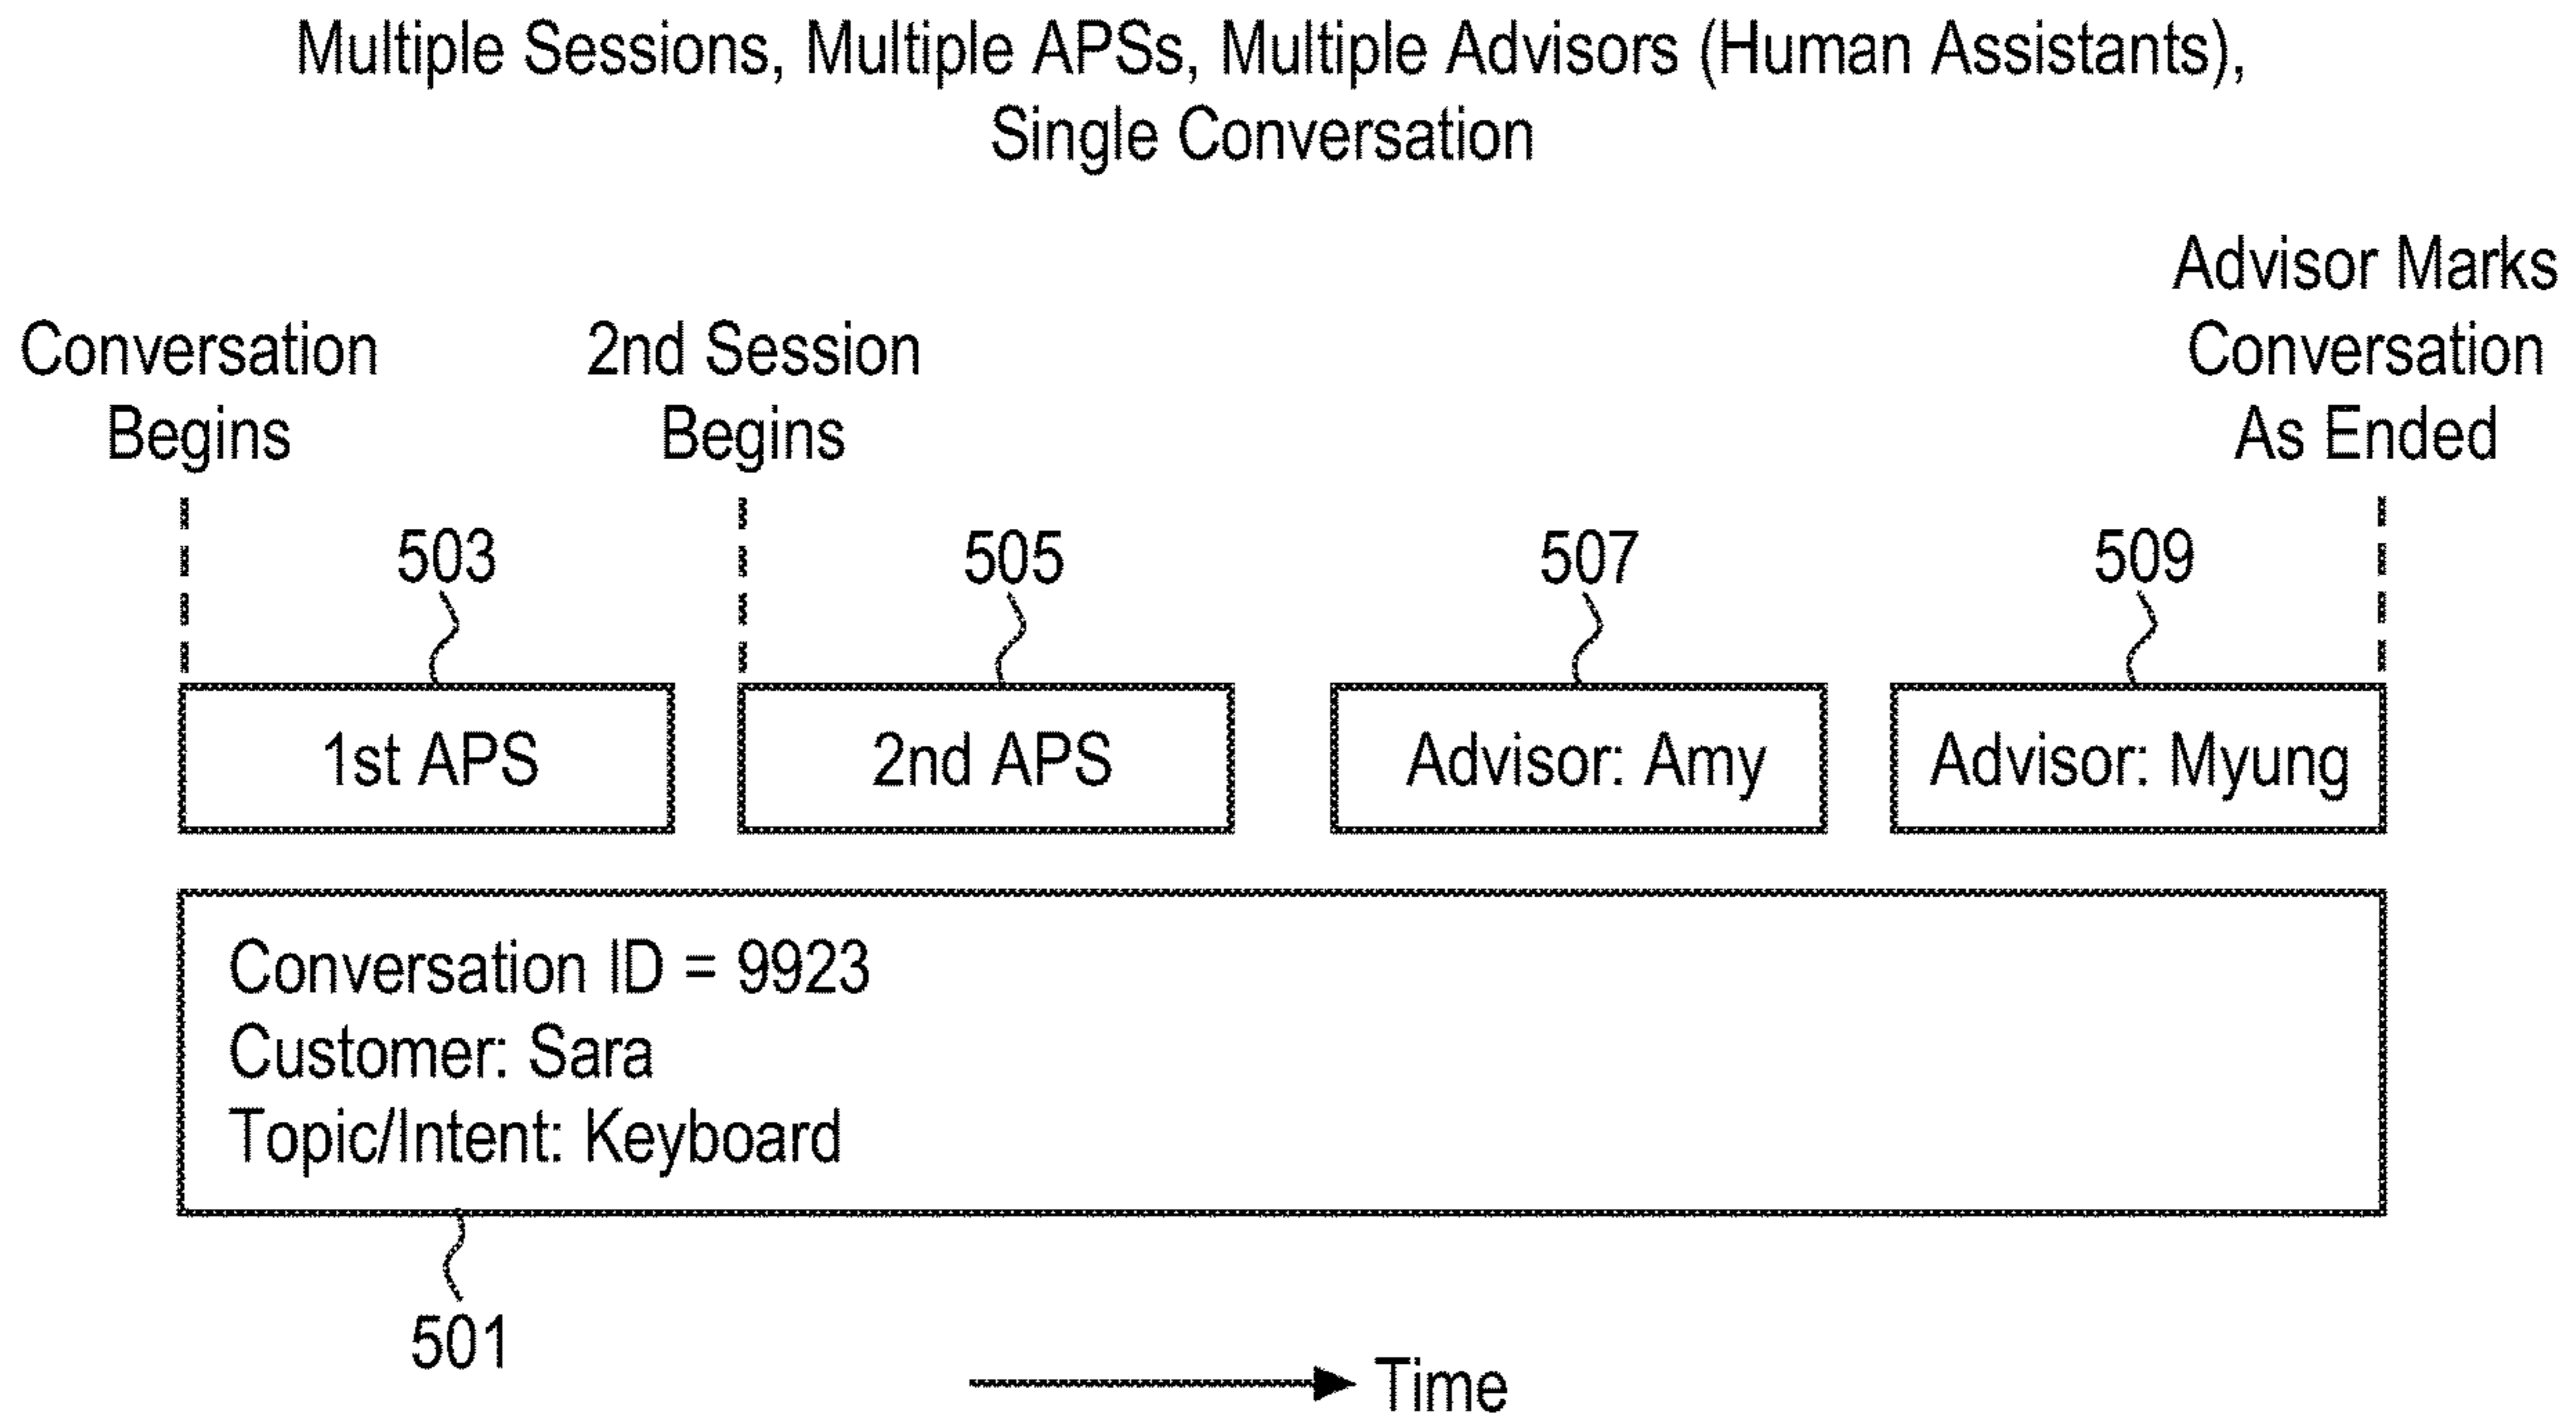 Multiple Sessions, Multiple APSs, Multiple Advisors (Human Assistants),
Single Conversation
Conversation
Begins
2nd Session
Begins
Advisor Marks
Conversation
As Ended
503
505
507
509
1st APS
2nd APS
Advisor: Amy
Advisor: Myung
Conversation ID = 9923
Customer: Sara
Topic/Intent: Keyboard
501
Time